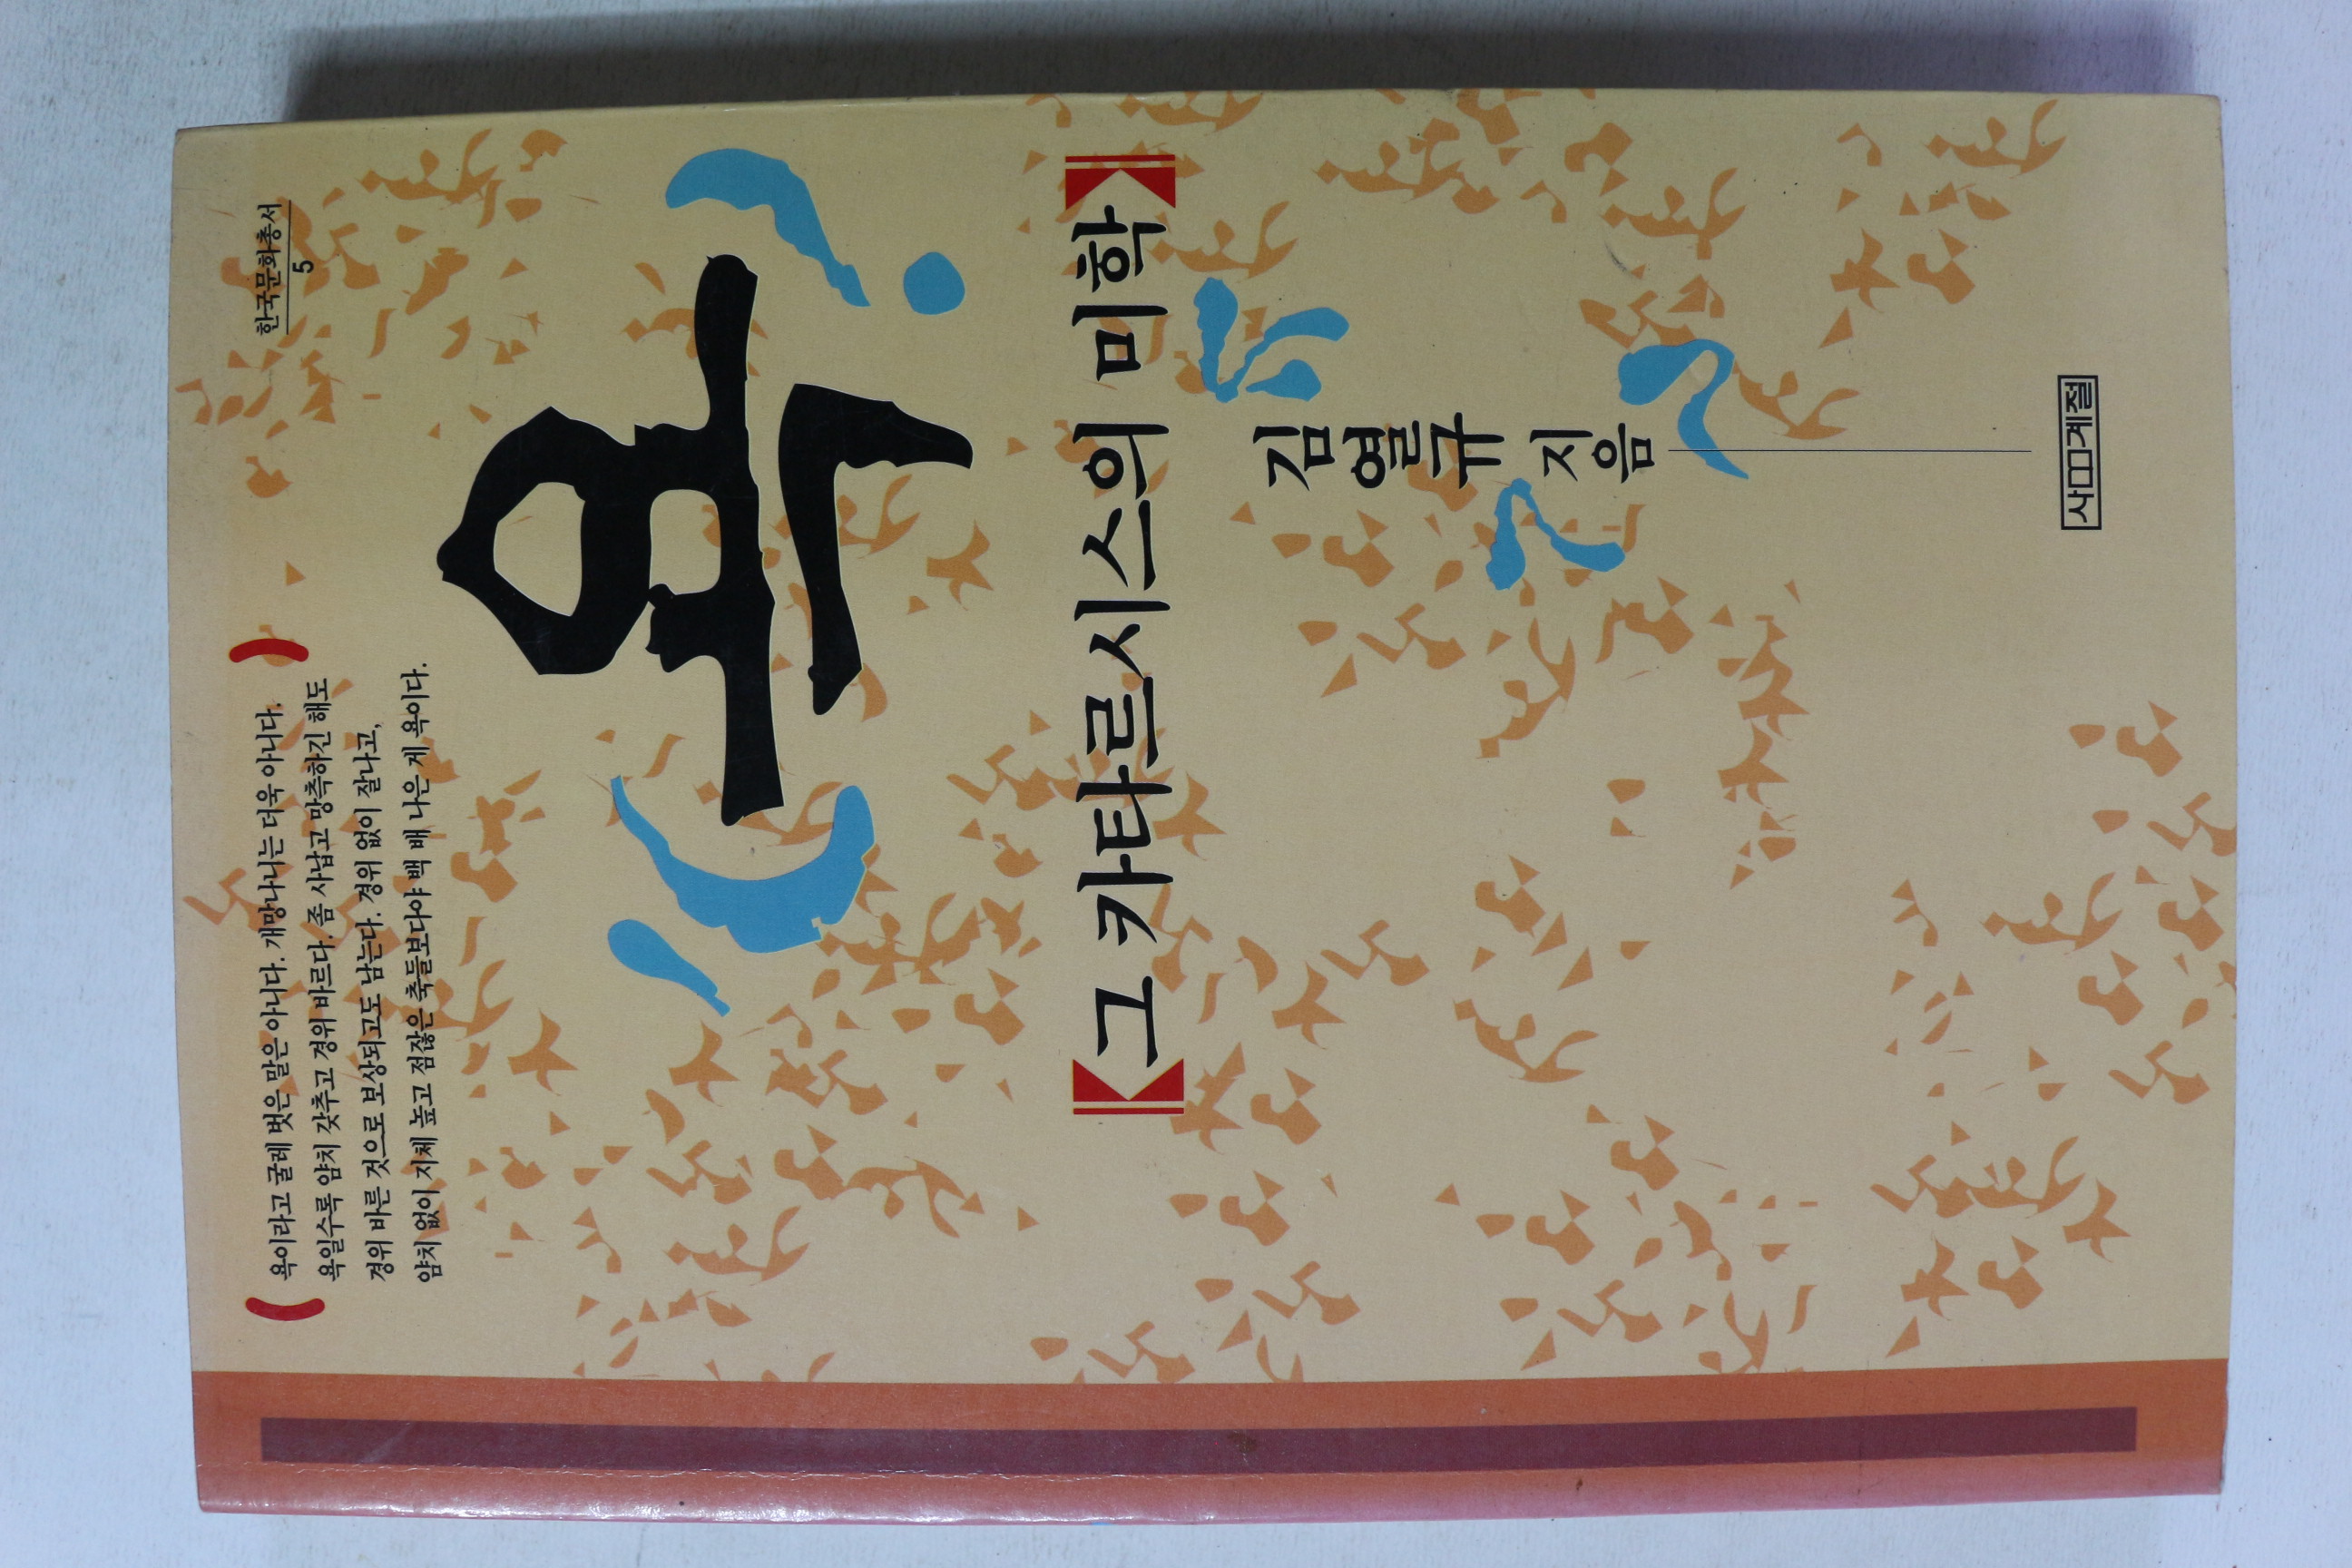 한국문화총서
5
욕이라고 굴레 벗은 말은 아니다. 개망나니는 더욱 아니다.
욕일수록 얌치 갖추고 경위 바르다. 좀 사납고 망측하긴 해도
경위 바른 것으로 보상되고도 남는다. 경위 없이 잘나고,
얌치 없이 지체 높고 점잖은 축들보다야 백 배 나은 게 욕이다.
욕
그 카타르시스의 미학
김열규 지음
사계절